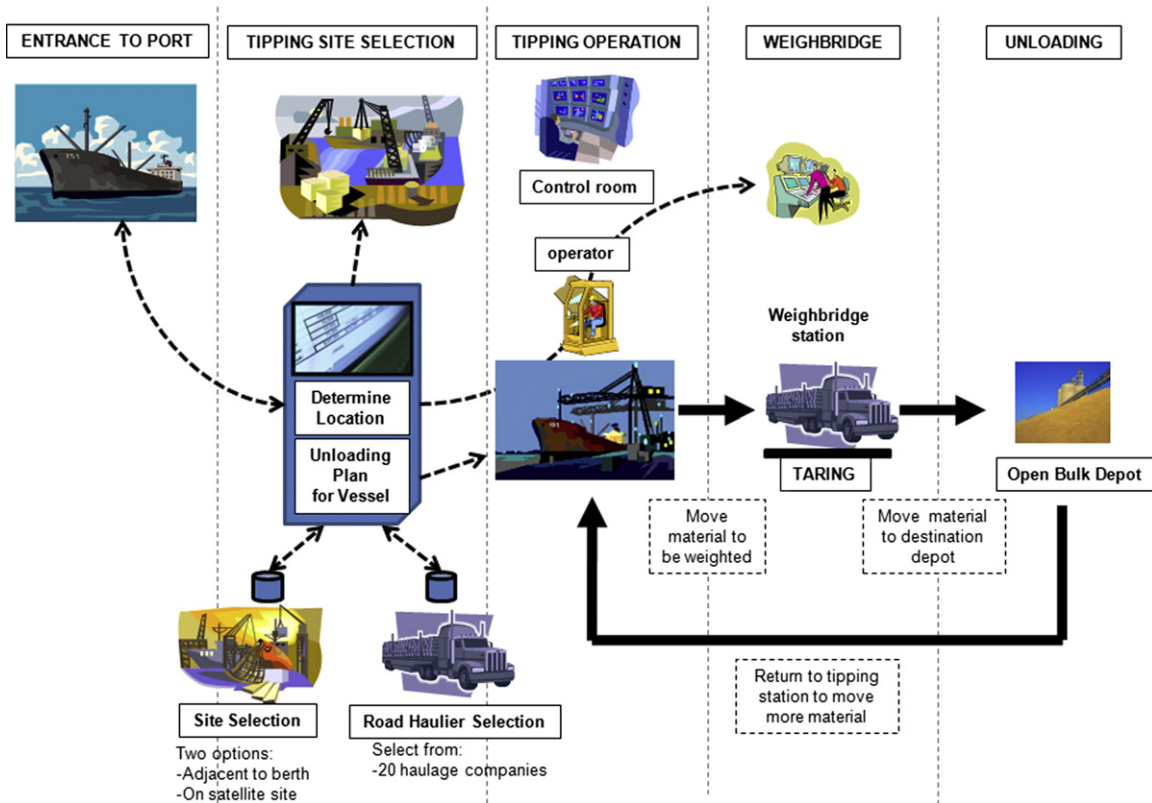 ENTRANCE TO PORT
TIPPING SITE SELECTION
TIPPING OPERATION
WEIGHBRIDGE
UNLOADING
151
Control room
operator
Determine
Location
Unloading
Plan
for Vessel
Weighbridge
station
TARING
Open Bulk Depot
Move
material to
be weighted
Move material
to destination
depot
Return to tipping
station to move
more material
Site Selection
Two options:
-Adjacent to berth
-On satellite site
Road Haulier Selection
Select from:
-20 haulage companies